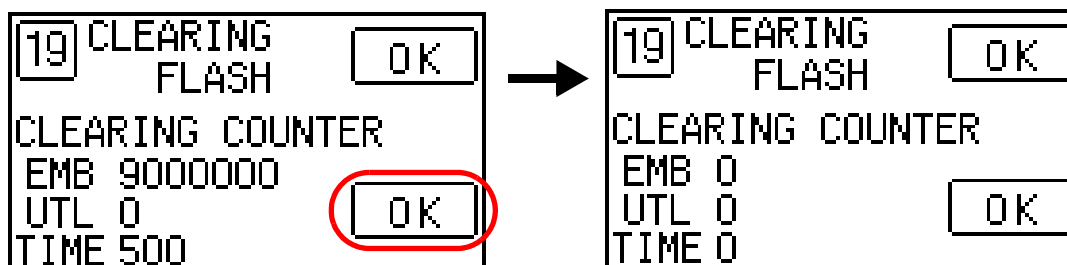 19 CLEARING OK
FLASH
CLEARING COUNTER
EMB 9000000
UTL 0 OK
TIME 500
19 CLEARING OK
FLASH
CLEARING COUNTER
EMB 0
UTL 0 OK
TIME 0